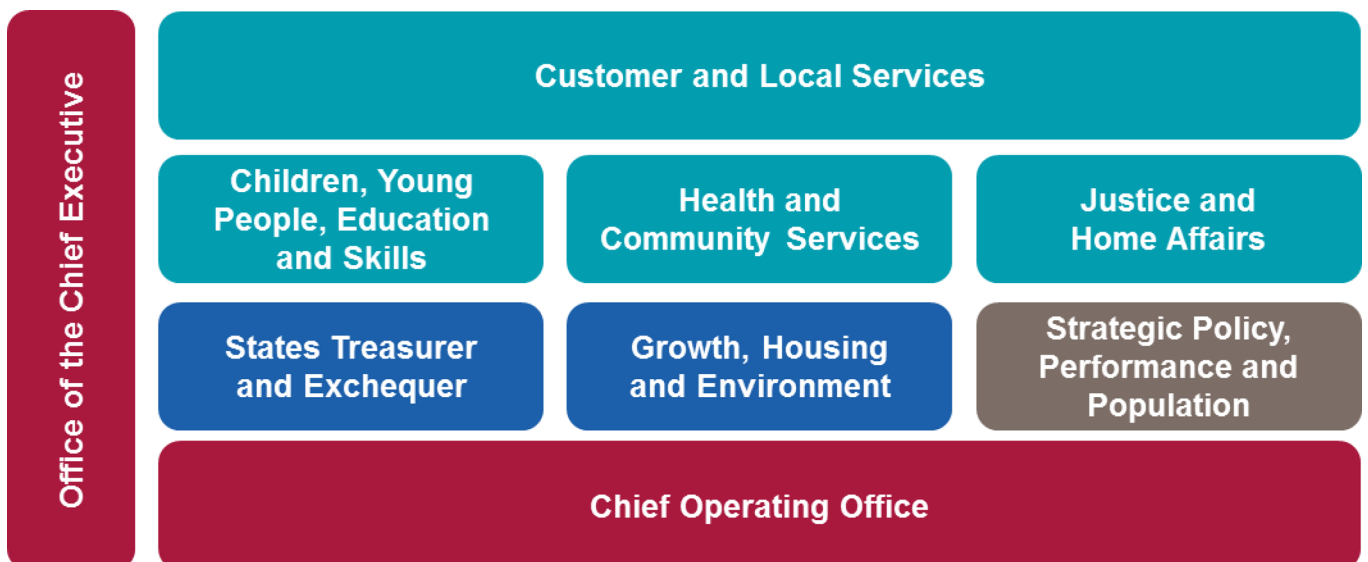 Office of the Chief Executive
Customer and Local Services
Children, Young
People, Education
and Skills
Health and
Community Services
Justice and
Home Affairs
States Treasurer
and Exchequer
Growth, Housing
and Environment
Strategic Policy,
Performance and
Population
Chief Operating Office